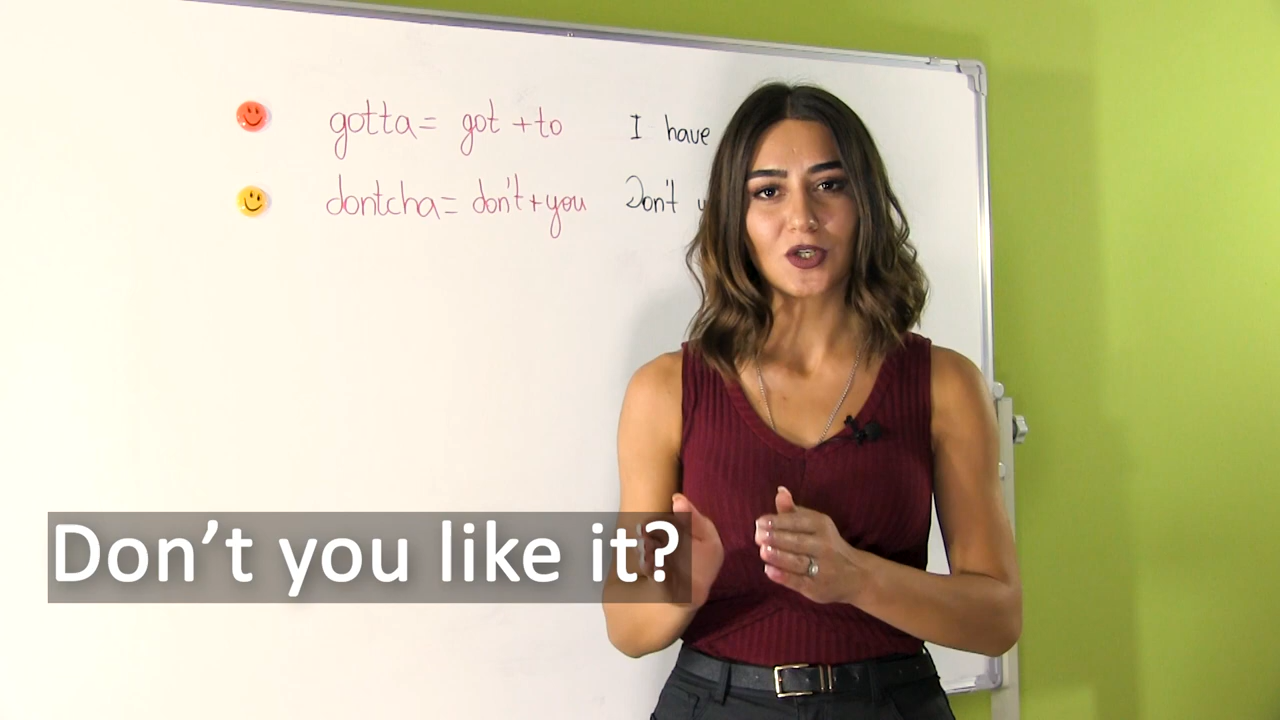 gotta= got +to I have
dontcha= don't+you Don't
Don’t you like it?